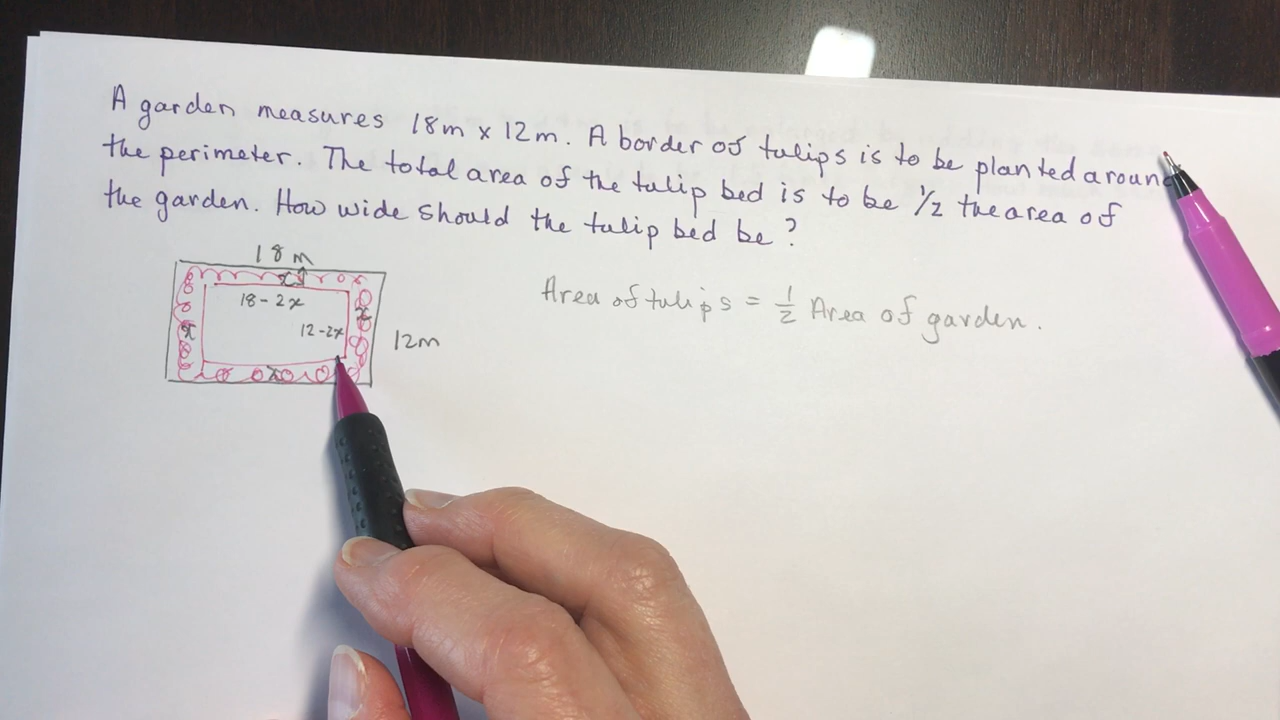 A garden measures 18m x 12m. A border of tulips is to be planted around
the perimeter. The total area of the tulip bed is to be 1/2 the area of
the garden. How wide should the tulip bed be?
18 m
x
18 - 2x
x
12 - 2x
x
12m
x
Area of tulips = 1/2 Area of garden.